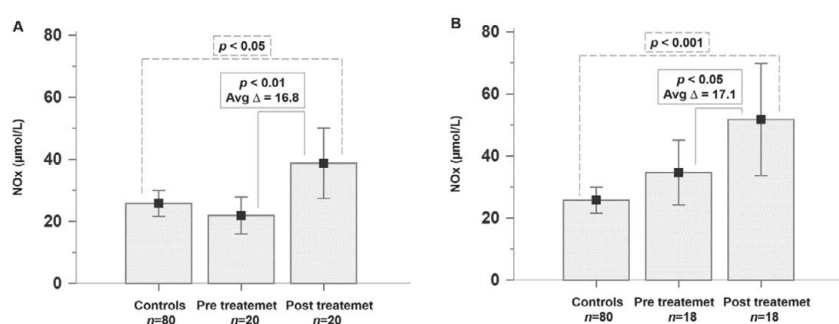 A
80
60
40
20
0
NOx (µmol/L)
p < 0.05
p < 0.01
Avg Δ = 16.8
Controls
n=80
Pre treatemet
n=20
Post treatemet
n=20
B
80
60
40
20
0
NOx (µmol/L)
p < 0.001
p < 0.05
Avg Δ = 17.1
Controls
n=80
Pre treatemet
n=18
Post treatemet
n=18